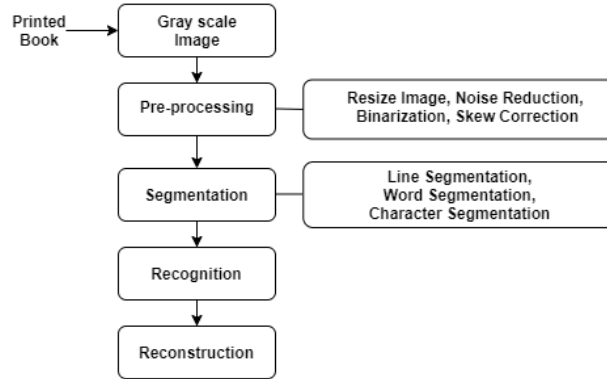 Printed
Book
Gray scale
Image
Pre-processing
Resize Image, Noise Reduction,
Binarization, Skew Correction
Segmentation
Line Segmentation,
Word Segmentation,
Character Segmentation
Recognition
Reconstruction